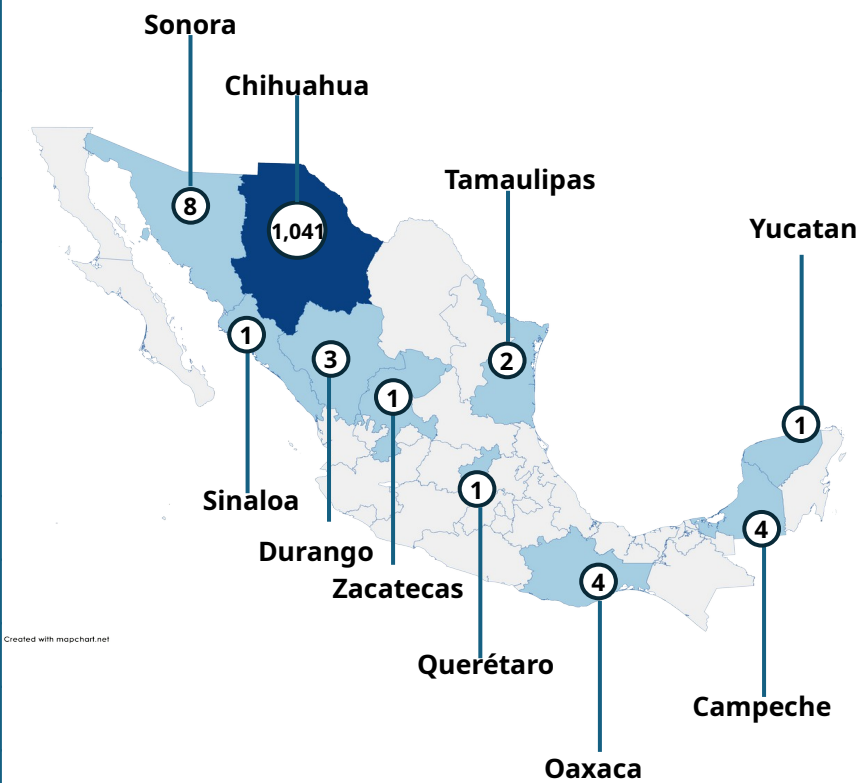 Sonora
Chihuahua
Tamaulipas
Yucatan
8
1,041
1
3
2
1
1
1
4
4
Sinaloa
Durango
Zacatecas
Querétaro
Campeche
Oaxaca
Created with mapchart.net